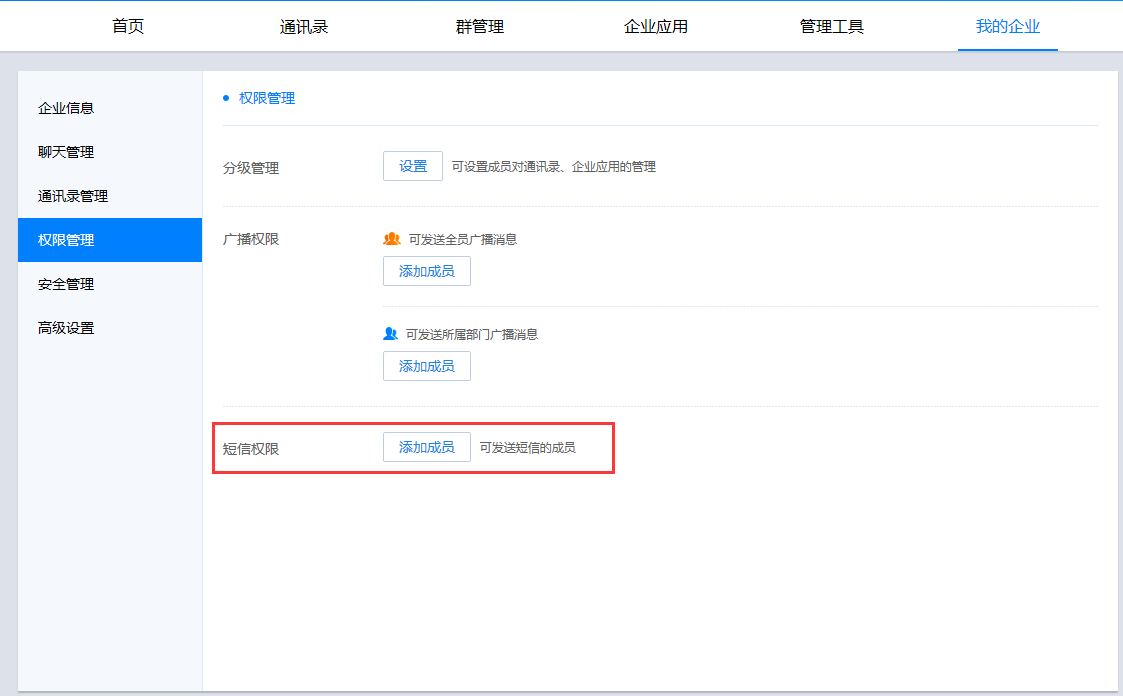 首页 通讯录 群管理 企业应用 管理工具 我的企业
企业信息
聊天管理
通讯录管理
权限管理
安全管理
高级设置
权限管理
分级管理 设置 可设置成员对通讯录、企业应用的管理
广播权限 可发送全员广播消息
添加成员
可发送所属部门广播消息
添加成员
短信权限 添加成员 可发送短信的成员